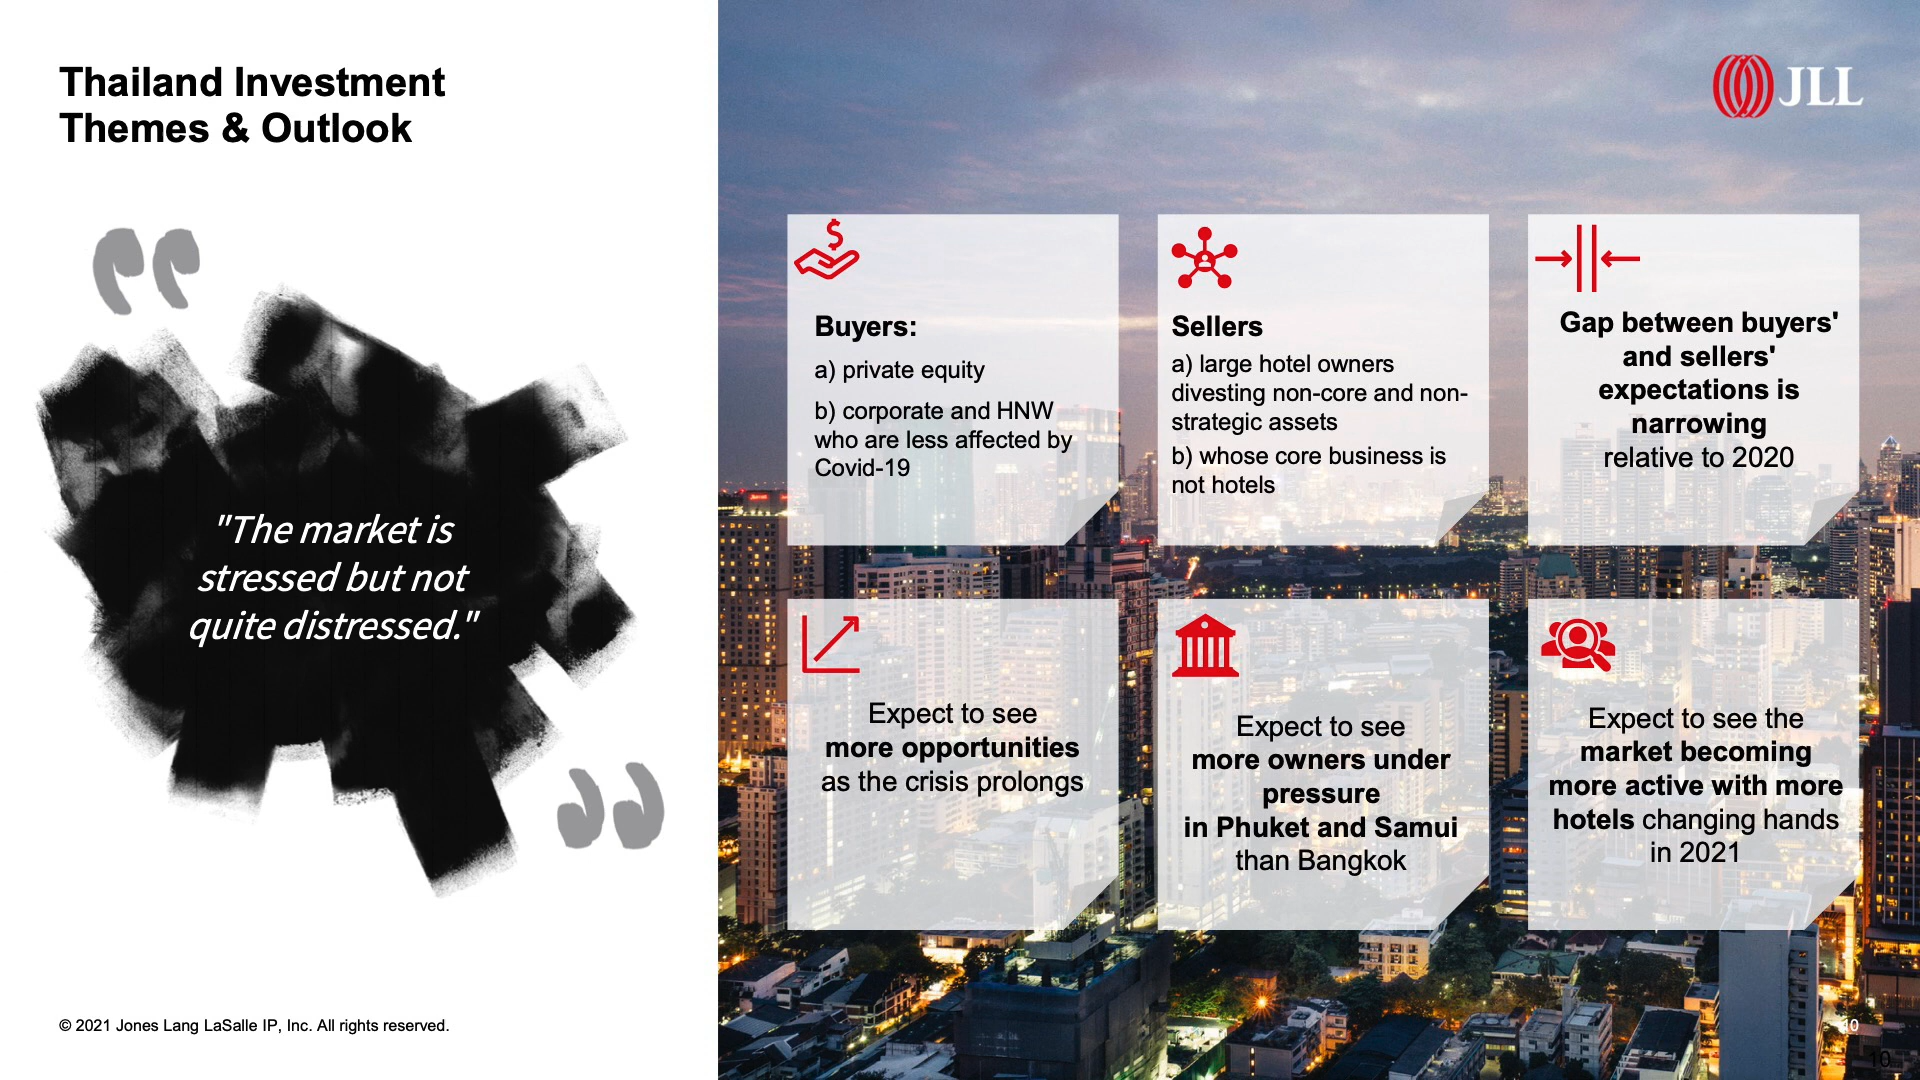 Thailand Investment
Themes & Outlook
JLL
"The market is
stressed but not
quite distressed."
Buyers:
a) private equity
b) corporate and HNW
who are less affected by
Covid-19
Sellers
a) large hotel owners
divesting non-core and non-
strategic assets
b) whose core business is
not hotels
Gap between buyers'
and sellers'
expectations is
narrowing
relative to 2020
Expect to see
more opportunities
as the crisis prolongs
Expect to see
more owners under
pressure
in Phuket and Samui
than Bangkok
Expect to see the
market becoming
more active with more
hotels changing hands
in 2021
© 2021 Jones Lang LaSalle IP, Inc. All rights reserved.
10
10